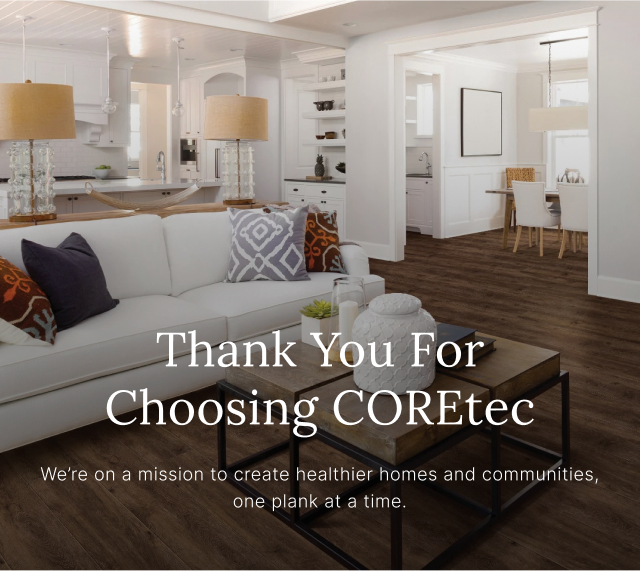 Thank You For
Choosing COREtec
We’re on a mission to create healthier homes and communities,
one plank at a time.